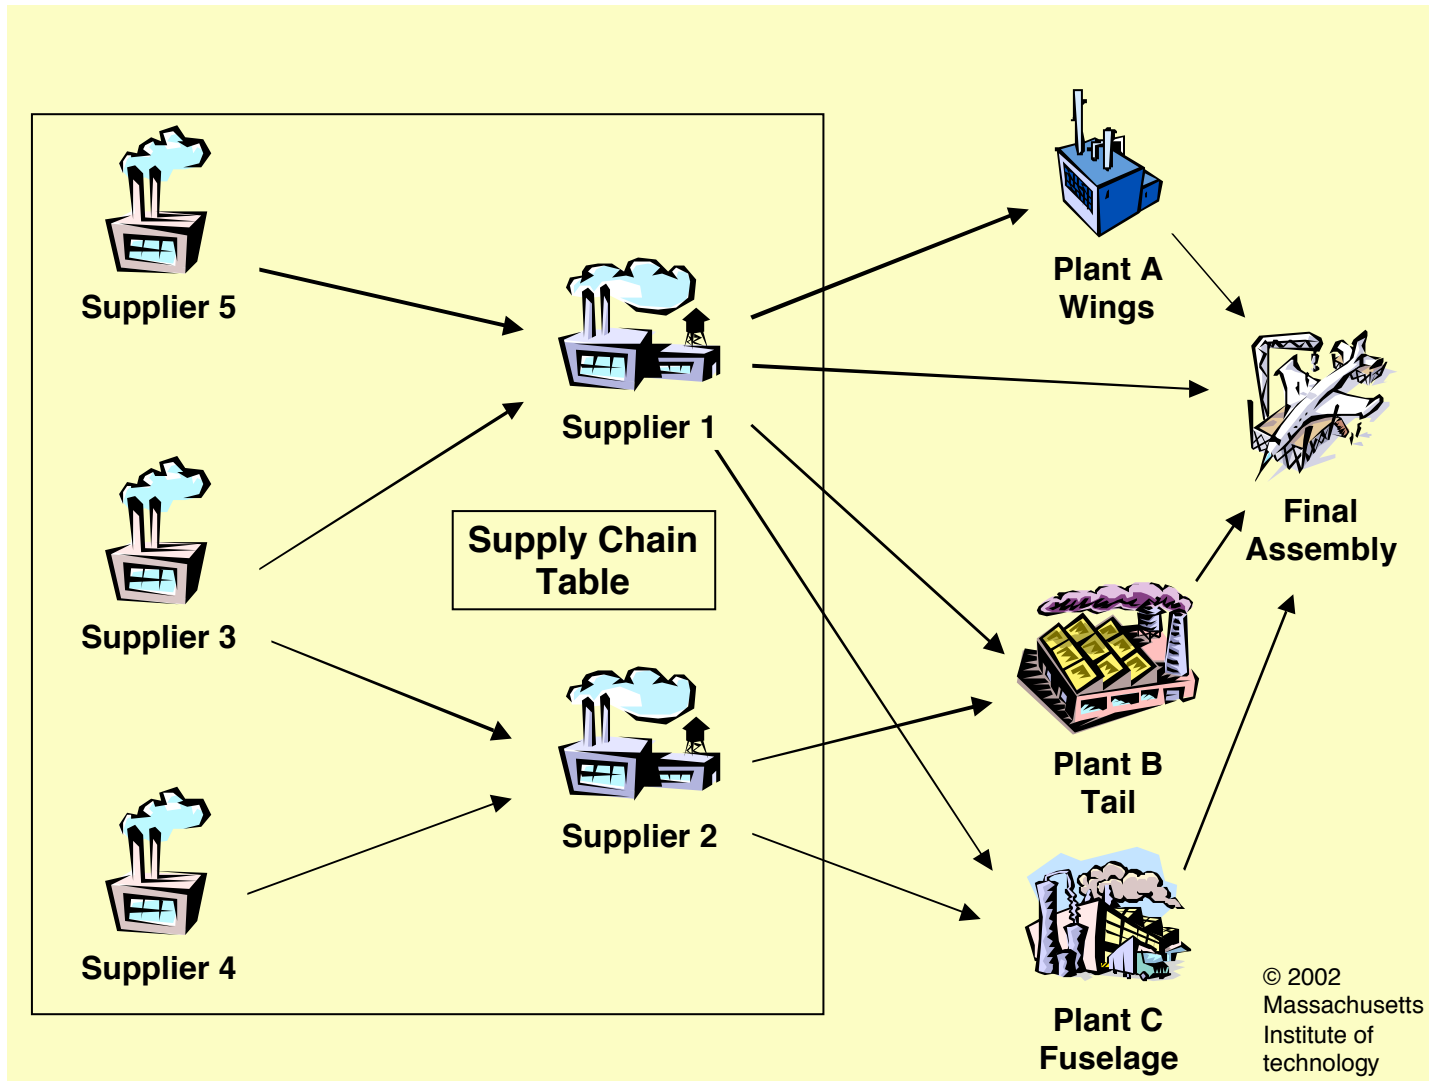 Supplier 5
Supplier 3
Supplier 4
Supplier 1
Supply Chain
Table
Supplier 2
Plant A
Wings
Final
Assembly
Plant B
Tail
Plant C
Fuselage
© 2002
Massachusetts
Institute of
technology